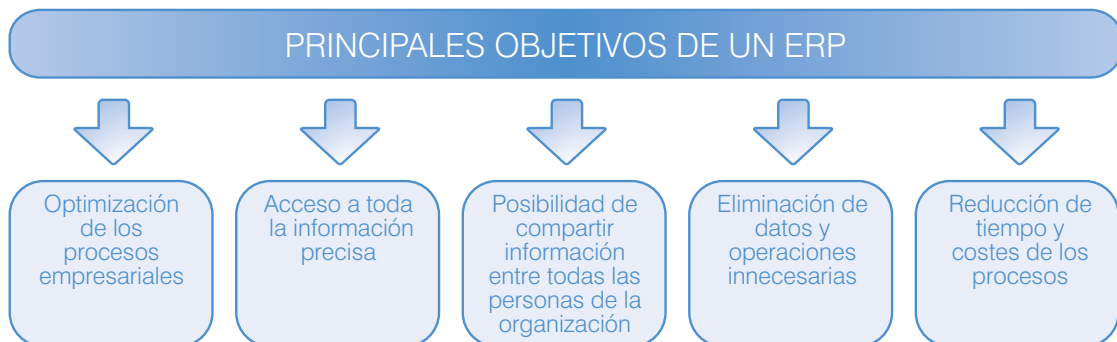 PRINCIPALES OBJETIVOS DE UN ERP
Optimización
de los
procesos
empresariales
Acceso a toda
la información
precisa
Posibilidad de
compartir
información
entre todas las
personas de la
organización
Eliminación de
datos y
operaciones
innecesarias
Reducción de
tiempo y
costes de los
procesos